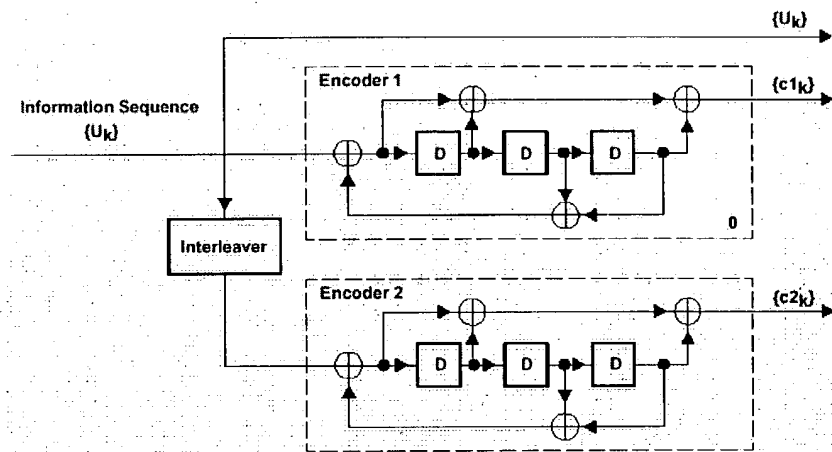 {U_k}
Encoder 1
{c1_k}
Information Sequence
{U_k}
D
D
D
0
Interleaver
Encoder 2
{c2_k}
D
D
D